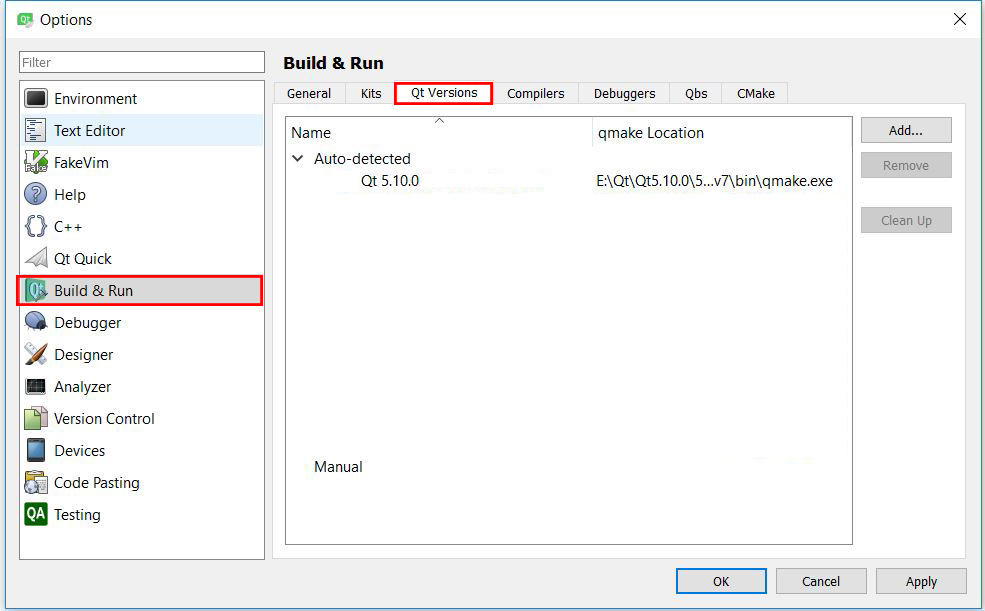 Options
Filter
Environment
Text Editor
FakeVim
Help
C++
Qt Quick
Build & Run
Debugger
Designer
Analyzer
Version Control
Devices
Code Pasting
Testing
Build & Run
General Kits Qt Versions Compilers Debuggers Qbs CMake
Name qmake Location
Auto-detected
Qt 5.10.0 E:\Qt\Qt5.10.0\5...v7\bin\qmake.exe
Manual
Add...
Remove
Clean Up
OK Cancel Apply